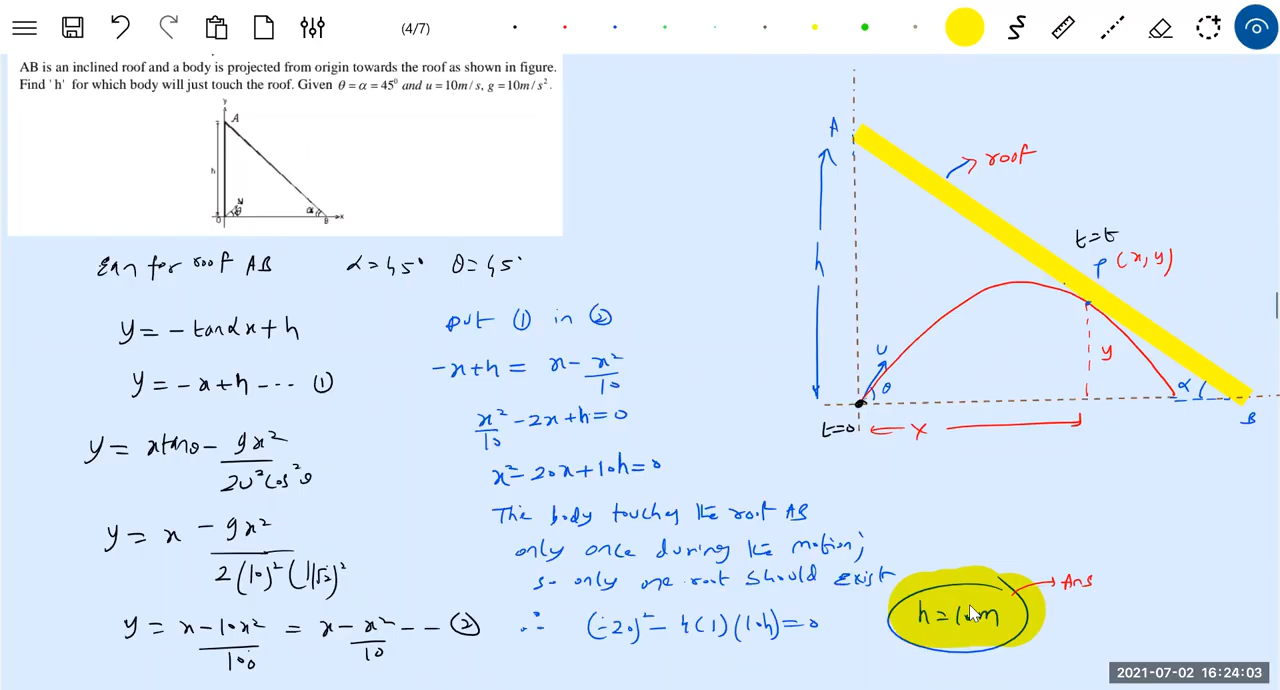 (4/7)
AB is an inclined roof and a body is projected from origin towards the roof as shown in figure.
Find 'h' for which body will just touch the roof. Given θ = α = 45⁰ and u = 10m/s, g = 10m/s².
y
A
h
u
θ
α
O
B
x
Eqn for roof AB α=45° θ=45°
y = - tanα x + h
y = - x + h --- ①
y = x tanθ - gx²/2u²cos²θ
y = x - gx²/2(10)²(1/√2)²
y = x - 10x²/100 = x - x²/10 -- ②
put ① in ②
-x+h = x - x²/10
x²/10 - 2x + h = 0
x² - 20x + 10h = 0
The body touches the roof AB
only once during the motion,
so only one root should exist
∴ (-20)² - 4(1)(10h) = 0
h = 10m
Ans
A
roof
t=t
P (x, y)
h
u
θ
y
α
t=0
x
B
2021-07-02 16:24:03